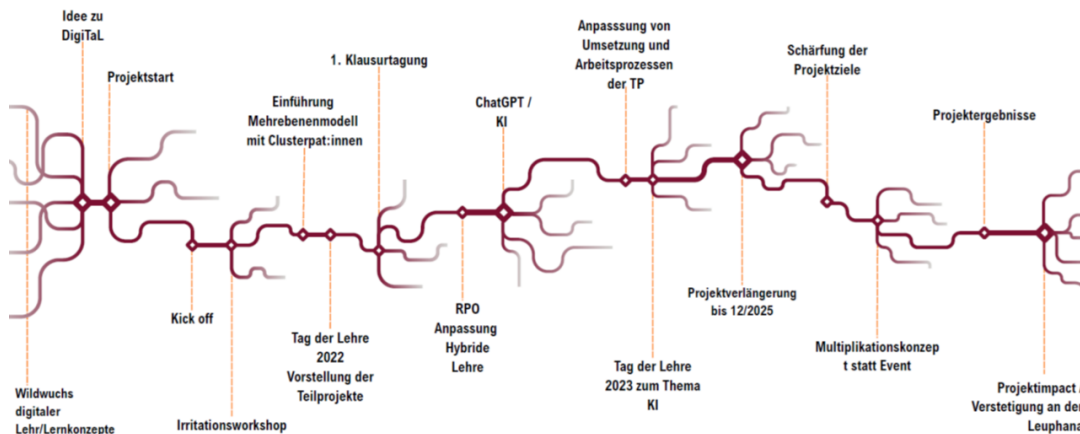 Idee zu
DigiTaL
Projektstart
Einführung
Mehrebenenmodell
mit Clusterpat:innen
1. Klausurtagung
ChatGPT /
KI
Anpasssung von
Umsetzung und
Arbeitsprozessen
der TP
Schärfung der
Projektziele
Projektergebnisse
Wildwuchs
digitaler
Lehr/Lernkonzepte
Kick off
Irritationsworkshop
Tag der Lehre
2022
Vorstellung der
Teilprojekte
RPO
Anpassung
Hybride
Lehre
Tag der Lehre
2023 zum Thema
KI
Projektverlängerung
bis 12/2025
Multiplikationskonzep
t statt Event
Projektimpact /
Verstetigung an der
Leuphana